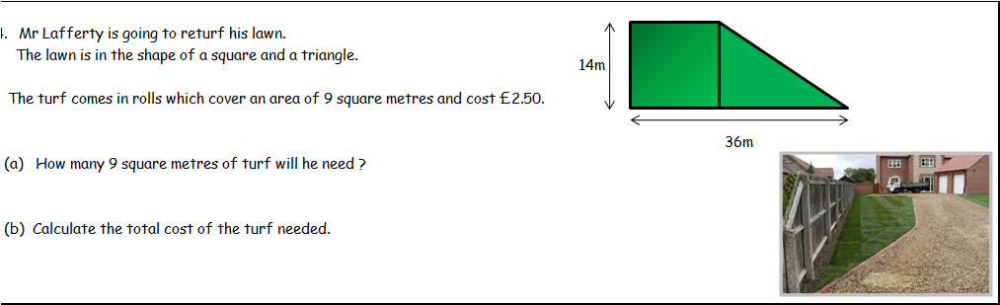 4. Mr Lafferty is going to returf his lawn.
The lawn is in the shape of a square and a triangle.
14m
The turf comes in rolls which cover an area of 9 square metres and cost £2.50.
36m
(a) How many 9 square metres of turf will he need ?
(b) Calculate the total cost of the turf needed.